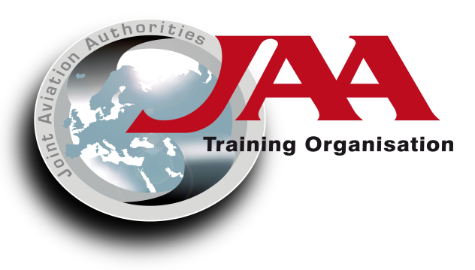 Joint Aviation Authorities
JAA
Training Organisation